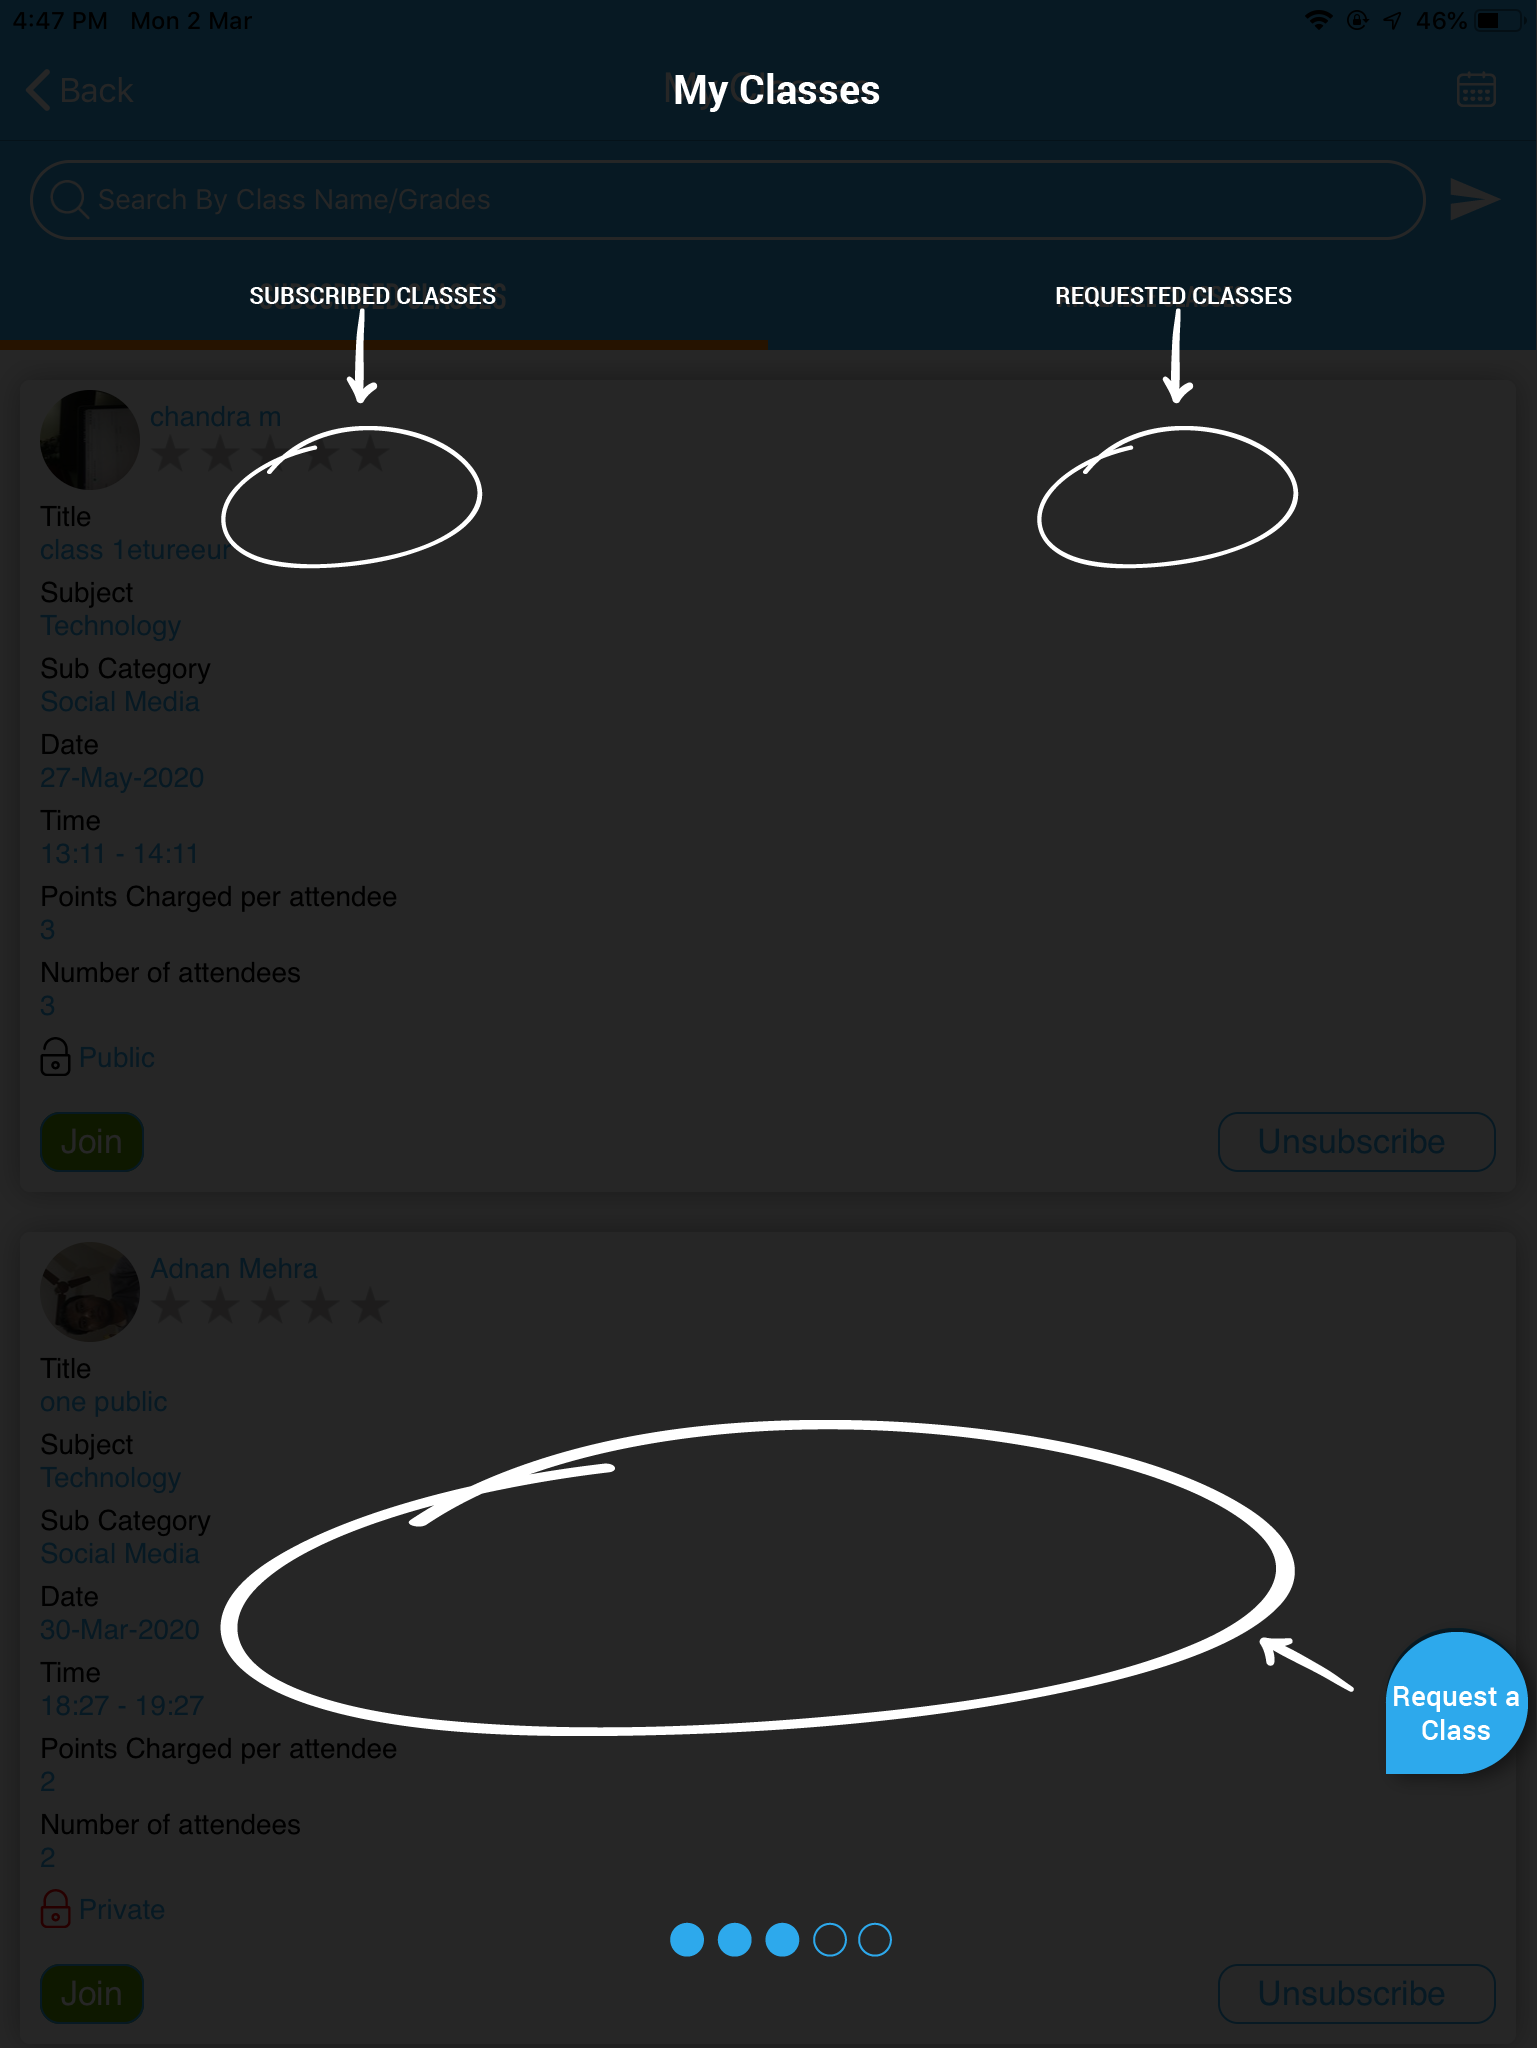 4:47 PM Mon 2 Mar 46%
Back My Classes
Search By Class Name/Grades
SUBSCRIBED CLASSES REQUESTED CLASSES
chandra m
Title
class 1etureeur
Subject
Technology
Sub Category
Social Media
Date
27-May-2020
Time
13:11 - 14:11
Points Charged per attendee
3
Number of attendees
3
Public
Join Unsubscribe
Adnan Mehra
Title
one public
Subject
Technology
Sub Category
Social Media
Date
30-Mar-2020
Time
18:27 - 19:27
Request a
Class
Points Charged per attendee
2
Number of attendees
2
Private
Join Unsubscribe